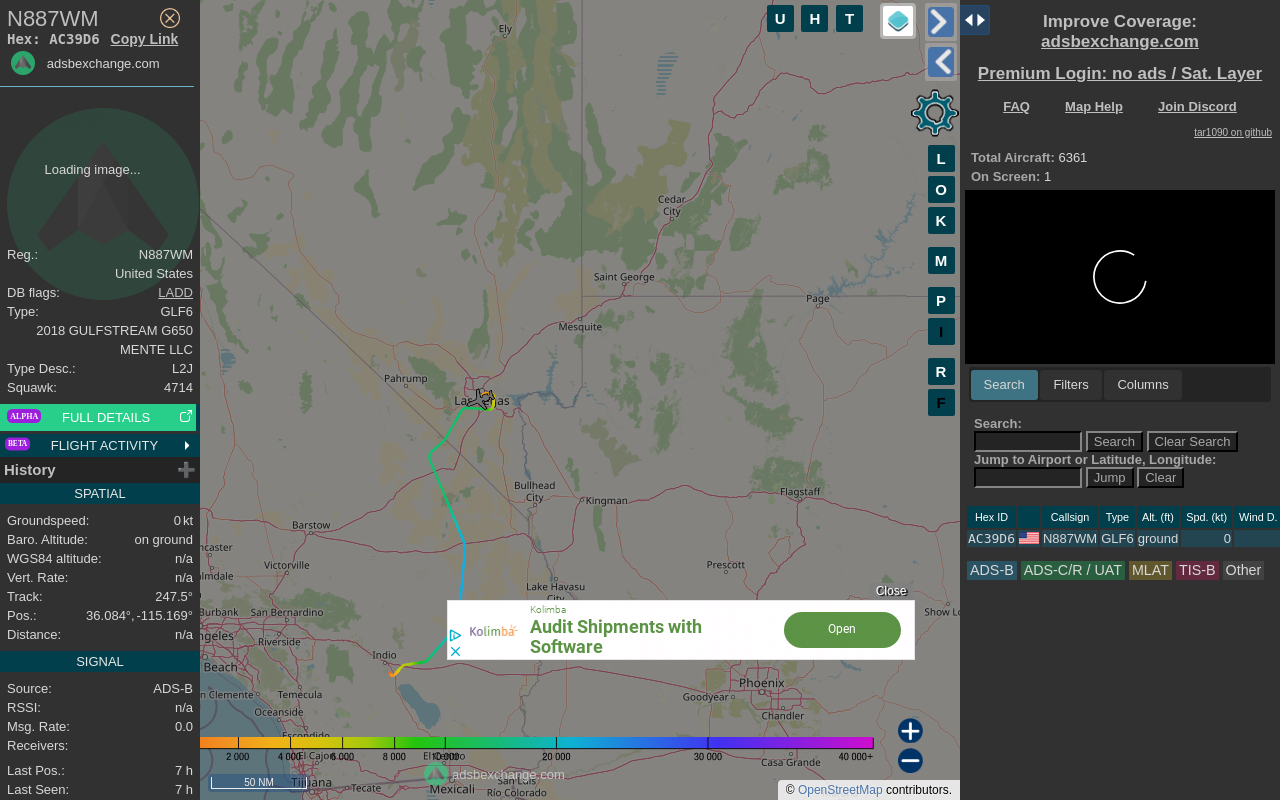 N887WM
Hex: AC39D6 Copy Link
adsbexchange.com
Loading image...
Reg.: N887WM
United States
DB flags: LADD
Type: GLF6
2018 GULFSTREAM G650
MENTE LLC
Type Desc.: L2J
Squawk: 4714
ALPHA FULL DETAILS
BETA FLIGHT ACTIVITY
History
SPATIAL
Groundspeed: 0 kt
Baro. Altitude: on ground
WGS84 altitude: n/a
Vert. Rate: n/a
Track: 247.5°
Pos.: 36.084°, -115.169°
Distance: n/a
SIGNAL
Source: ADS-B
RSSI: n/a
Msg. Rate: 0.0
Receivers:
Last Pos.: 7 h
Last Seen: 7 h
U H T
Ely
Cedar
City
Saint George
Page
Mesquite
Pahrump
Bullhead
City
Kingman
Flagstaff
Barstow
ncaster
Victorville
almdale
Prescott
Lake Havasu
City
Burbank
San Bernardino
ngeles
Riverside
Indio
Beach
n Clemente
Temecula
Oceanside
Escondido
El Cajon
Tijuana
Tecate
El Centro
Mexicali
San Luis
Río Colorado
Show Lo
Phoenix
Goodyear
Chandler
Casa Grande
L
O
K
M
P
I
R
F
Close
Kolimba
Kolimba
Audit Shipments with
Software
Open
2 000 4 000 6 000 8 000 20 000 30 000 40 000+
50 NM
adsbexchange.com
© OpenStreetMap contributors.
Improve Coverage:
adsbexchange.com
Premium Login: no ads / Sat. Layer
FAQ Map Help Join Discord
tar1090 on github
Total Aircraft: 6361
On Screen: 1
Search Filters Columns
Search:
Search Clear Search
Jump to Airport or Latitude, Longitude:
Jump Clear
Hex ID Callsign Type Alt. (ft) Spd. (kt) Wind D.
AC39D6 N887WM GLF6 ground 0
ADS-B ADS-C/R / UAT MLAT TIS-B Other